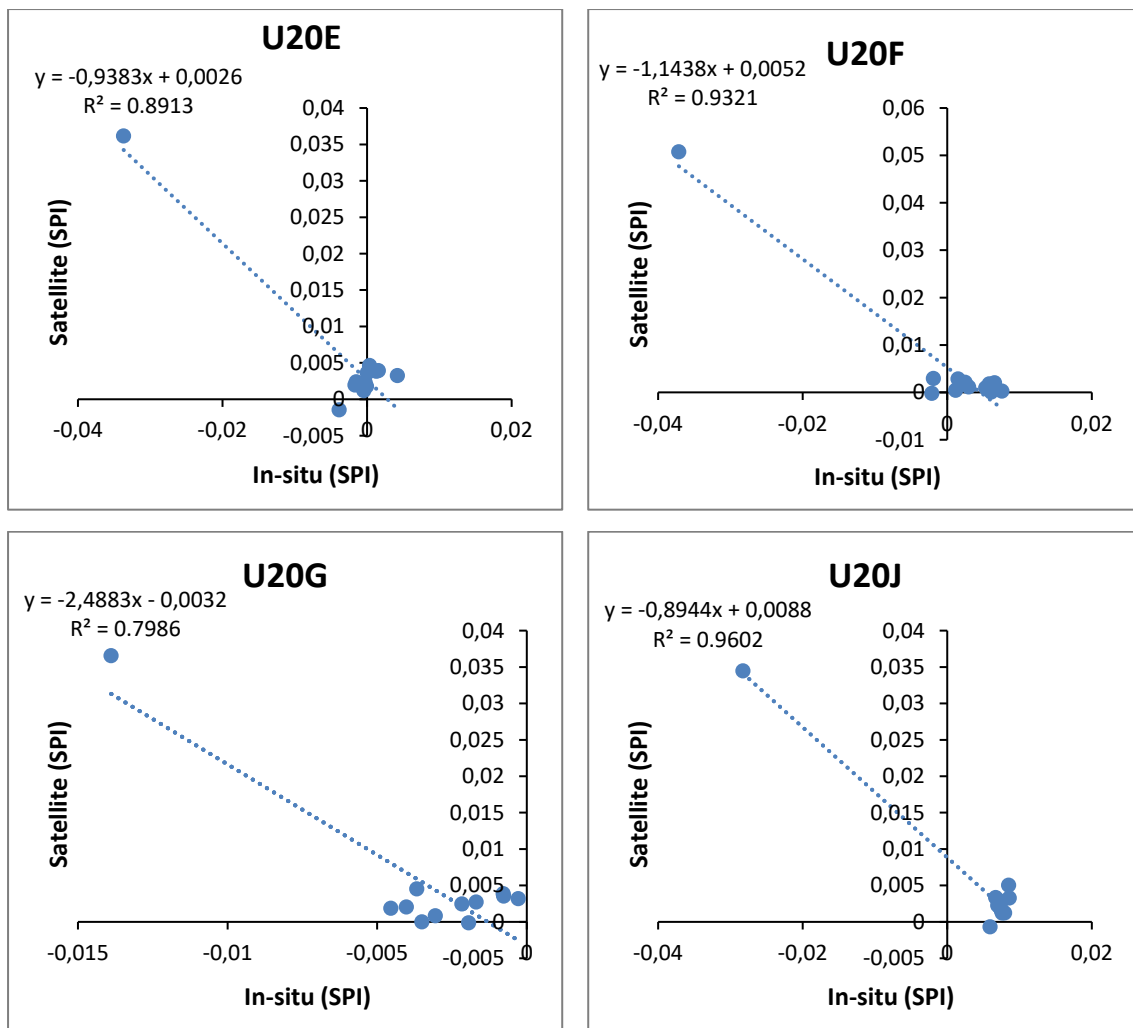 U20E
y = -0,9383x + 0,0026
R² = 0.8913
0,04
0,035
0,03
0,025
0,02
0,015
0,01
0,005
0
-0,005
-0,04
-0,02
0
0,02
Satellite (SPI)
In-situ (SPI)
U20F
y = -1,1438x + 0,0052
R² = 0.9321
0,06
0,05
0,04
0,03
0,02
0,01
0
-0,01
-0,04
-0,02
0
0,02
Satellite (SPI)
In-situ (SPI)
U20G
y = -2,4883x - 0,0032
R² = 0.7986
0,04
0,035
0,03
0,025
0,02
0,015
0,01
0,005
0
-0,005
-0,015
-0,01
-0,005
0
Satellite (SPI)
In-situ (SPI)
U20J
y = -0,8944x + 0,0088
R² = 0.9602
0,04
0,035
0,03
0,025
0,02
0,015
0,01
0,005
0
-0,005
-0,04
-0,02
0
0,02
Satellite (SPI)
In-situ (SPI)